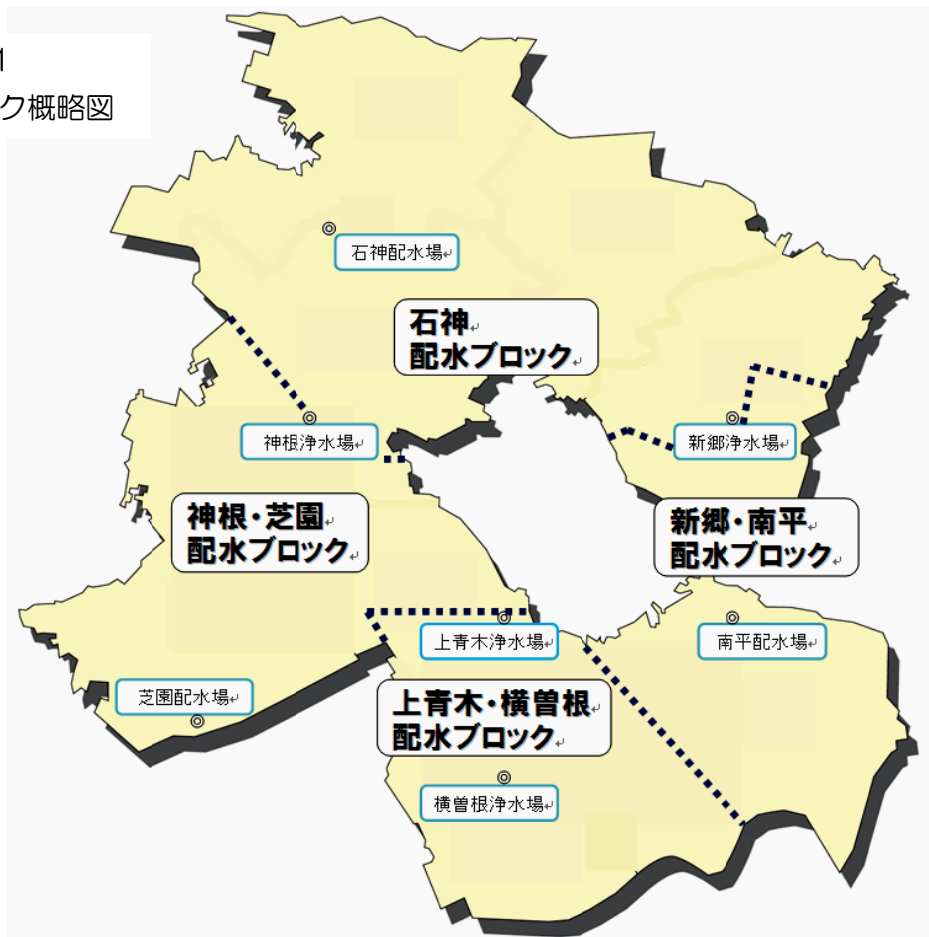 1
ク概略図
石神配水場
石神
配水ブロック
神根浄水場
新郷浄水場
神根・芝園
配水ブロック
新郷・南平
配水ブロック
上青木浄水場
南平配水場
芝園配水場
上青木・横曽根
配水ブロック
横曽根浄水場